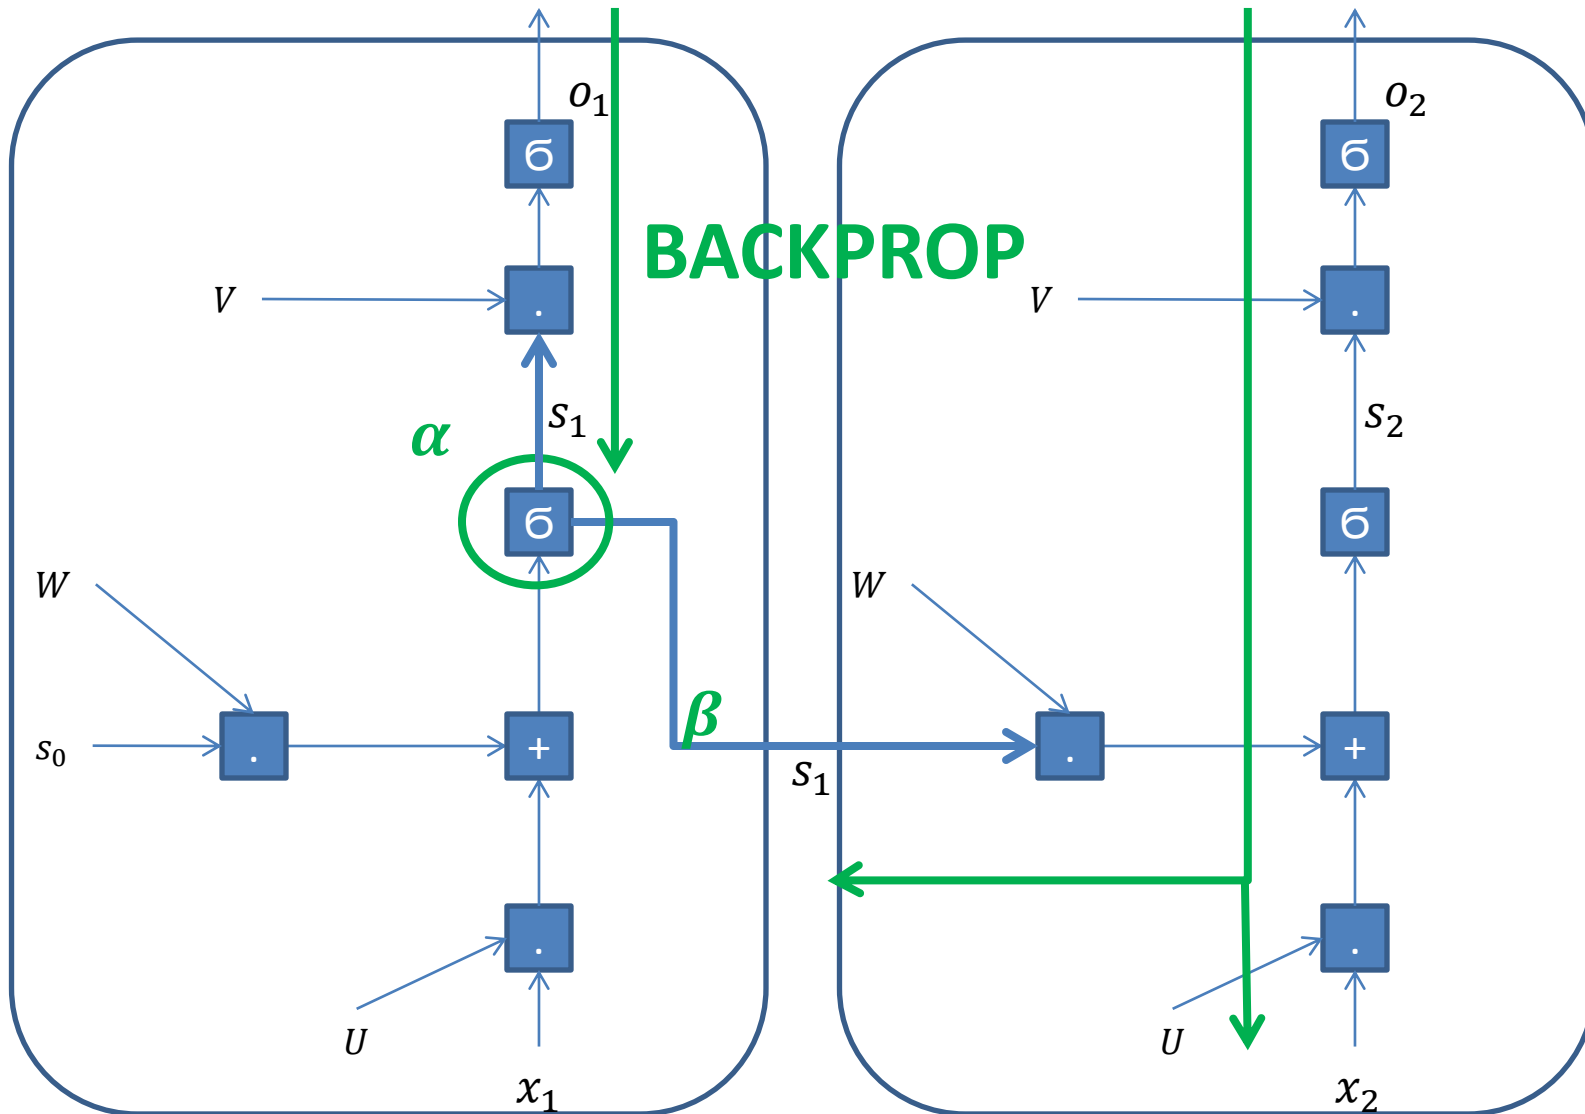 o₁
o₂
б
б
BACKPROP
V
.
V
.
s₁
s₂
α
б
б
W
W
β
s₀
.
+
s₁
.
+
.
.
U
U
x₁
x₂